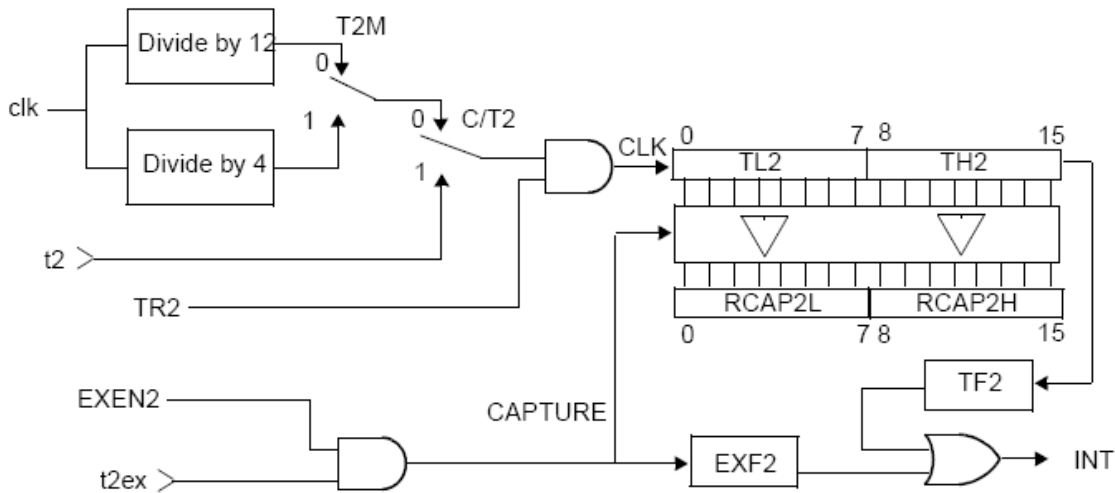 T2M
Divide by 12
0
clk
1
0
C/T2
Divide by 4
1
CLK
0 7 8 15
TL2 TH2
t2
TR2
RCAP2L RCAP2H
0 7 8 15
TF2
EXEN2
CAPTURE
t2ex
EXF2
INT